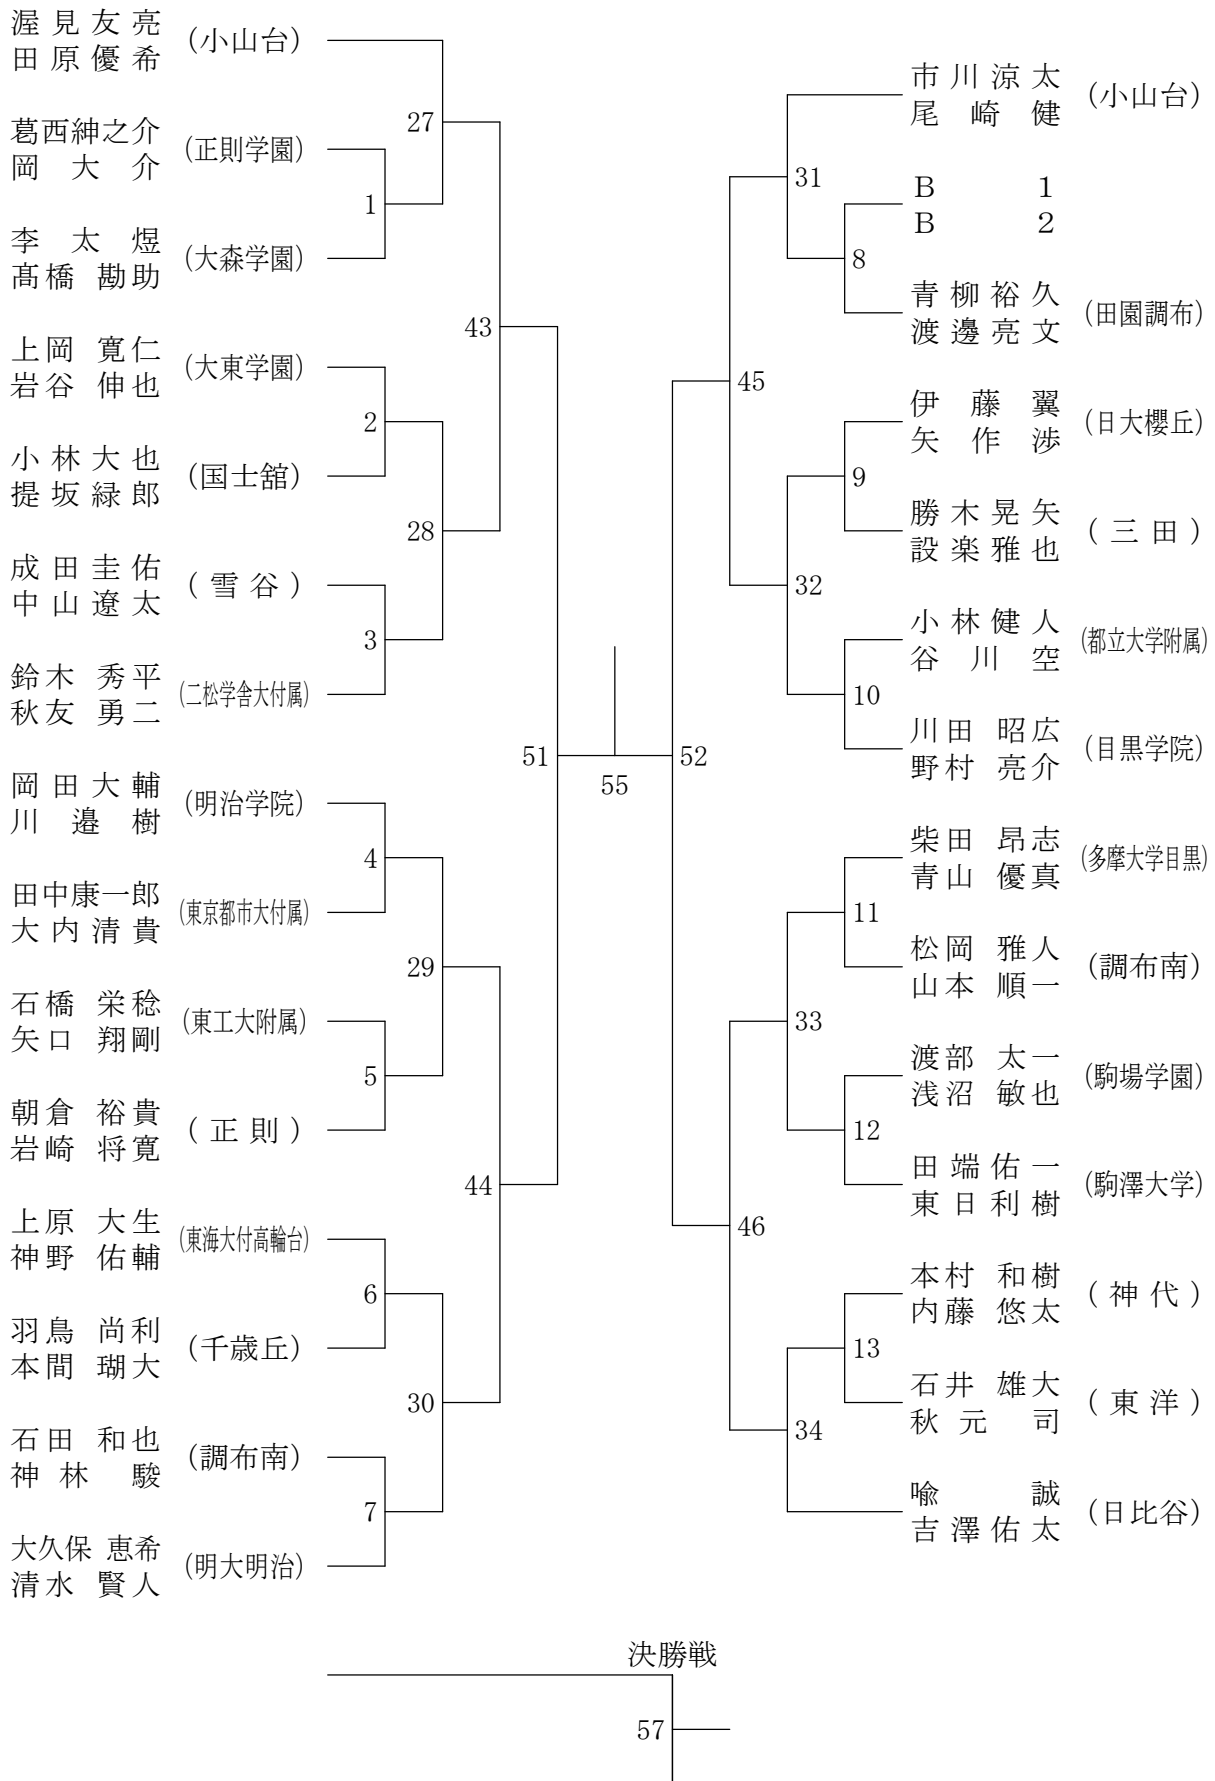 渥見友亮
田原優希
(小山台)
27
葛西紳之介
岡大介
(正則学園)
1
李太煜
髙橋勘助
(大森学園)
43
上岡寛仁
岩谷伸也
(大東学園)
2
小林大也
提坂緑郎
(国士舘)
28
成田圭佑
中山遼太
(雪谷)
3
鈴木秀平
秋友勇二
(二松学舎大付属)
51
岡田大輔
川邉樹
(明治学院)
4
田中康一郎
大内清貴
(東京都市大付属)
29
石橋栄稔
矢口翔剛
(東工大附属)
5
朝倉裕貴
岩崎将寛
(正則)
44
上原大生
神野佑輔
(東海大付高輪台)
6
羽鳥尚利
本間瑚大
(千歳丘)
30
石田和也
神林駿
(調布南)
7
大久保恵希
清水賢人
(明大明治)
55
市川涼太
尾崎健
(小山台)
31
B 1
B 2
8
青柳裕久
渡邊亮文
(田園調布)
45
伊藤翼
矢作渉
(日大櫻丘)
9
勝木晃矢
設楽雅也
(三田)
32
小林健人
谷川空
(都立大学附属)
10
川田昭広
野村亮介
(目黒学院)
52
柴田昂志
青山優真
(多摩大学目黒)
11
松岡雅人
山本順一
(調布南)
33
渡部太一
浅沼敏也
(駒場学園)
12
田端佑一
東日利樹
(駒澤大学)
46
本村和樹
内藤悠太
(神代)
13
石井雄大
秋元司
(東洋)
34
喩誠
吉澤佑太
(日比谷)
決勝戦
57